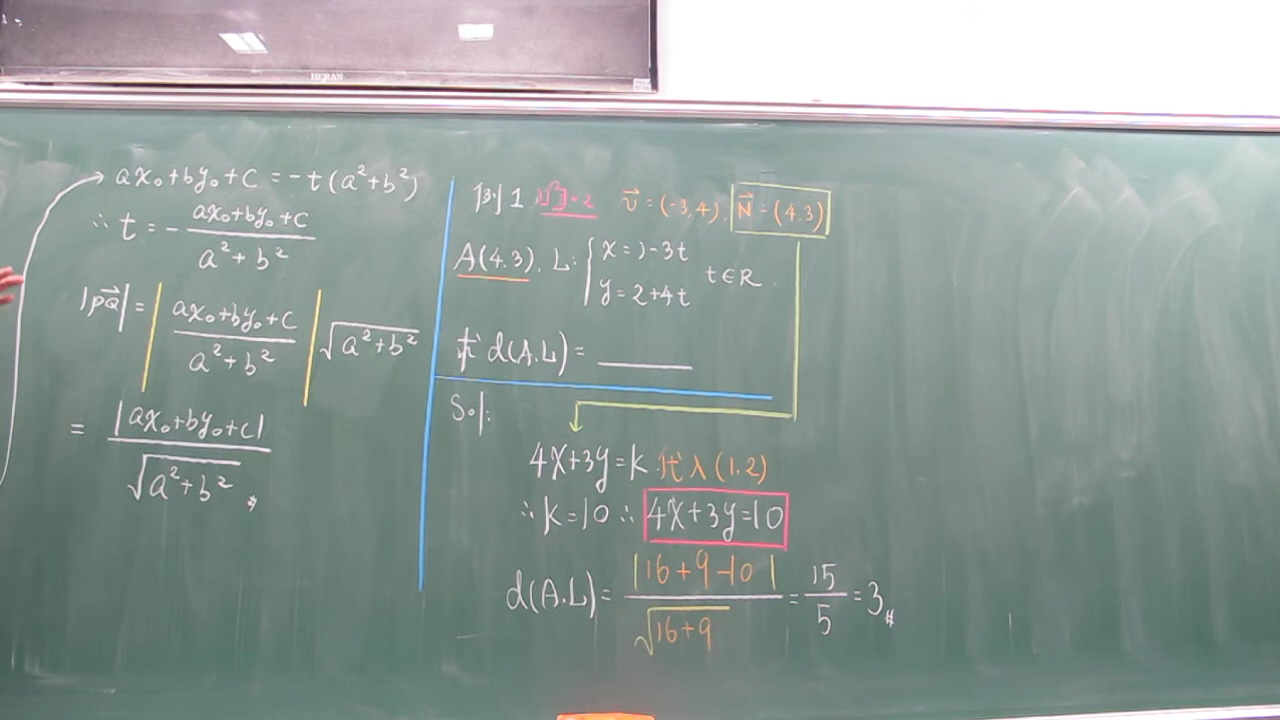 HERAN
ax₀+by₀+c=-t(a²+b²)
∴ t = - (ax₀+by₀+c)/(a²+b²)
|PQ⃗| = | (ax₀+by₀+c)/(a²+b²) | √(a²+b²)
= |ax₀+by₀+c| / √(a²+b²)
例1 v⃗=(-3,4), N⃗=(4.3)
A(4.3), L: { x=1-3t
y=2+4t t∈R.
求 d(A.L)= ______
Sol:
4x+3y=k 代入(1.2)
∴k=10 ∴ 4x+3y=10
d(A.L)= |16+9-10| / √(16+9) = 15/5 = 3